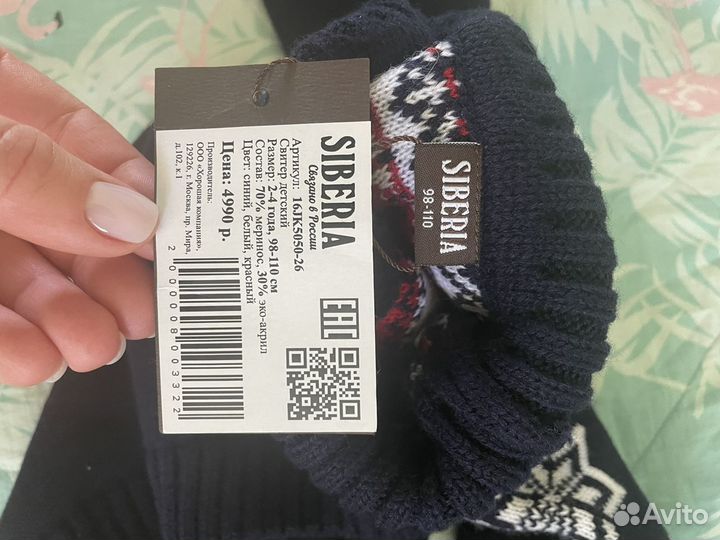 SIBERIA
Связано в России
Артикул: 16JK5050-26
Свитер детский
Размер: 2-4 года, 98-110 см
Состав: 70% меринос, 30% эко-акрил
Цвет: синий, белый, красный
Цена: 4990 р.
Производитель:
ООО «Хорошая компания».
129226, г. Москва, пр. Мира,
д.102, к.1
2000008003322
EAC
SIBERIA
98-110
Avito